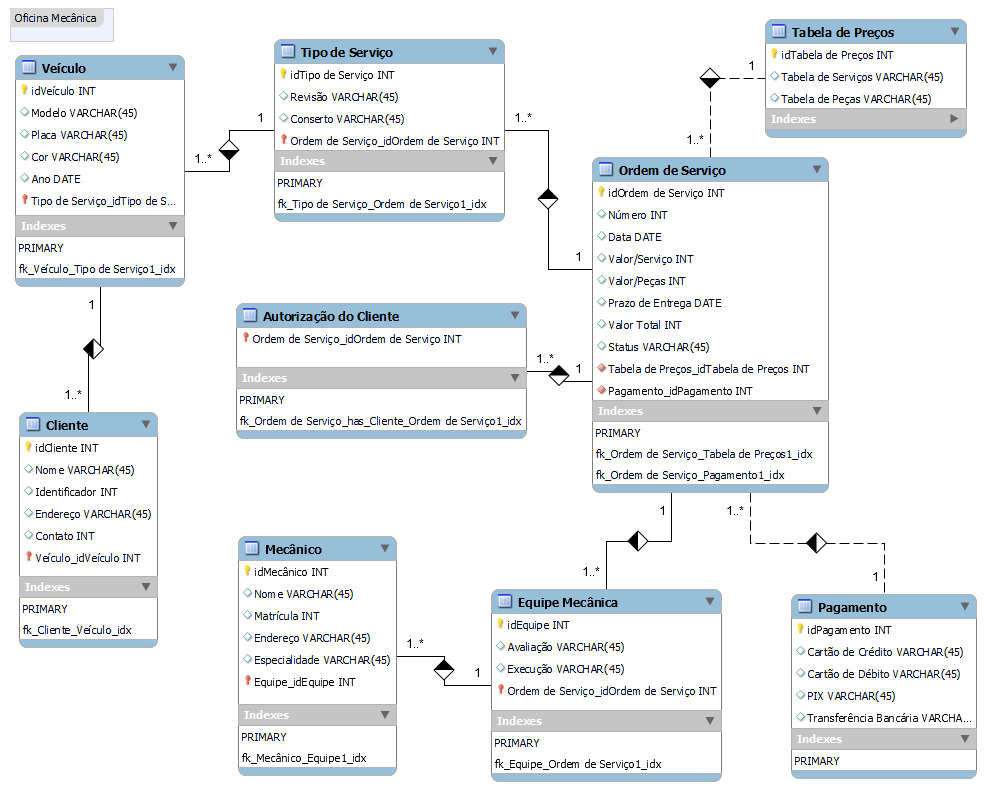 Oficina Mecânica
Veículo
idVeículo INT
Modelo VARCHAR(45)
Placa VARCHAR(45)
Cor VARCHAR(45)
Ano DATE
Tipo de Serviço_idTipo de S...
Indexes
PRIMARY
fk_Veículo_Tipo de Serviço1_idx
1
1..*
1..*
1
Tipo de Serviço
idTipo de Serviço INT
Revisão VARCHAR(45)
Conserto VARCHAR(45)
Ordem de Serviço_idOrdem de Serviço INT
Indexes
PRIMARY
fk_Tipo de Serviço_Ordem de Serviço1_idx
1..*
1
Tabela de Preços
idTabela de Preços INT
Tabela de Serviços VARCHAR(45)
Tabela de Peças VARCHAR(45)
Indexes
1
1..*
Ordem de Serviço
idOrdem de Serviço INT
Número INT
Data DATE
Valor/Serviço INT
Valor/Peças INT
Prazo de Entrega DATE
Valor Total INT
Status VARCHAR(45)
Tabela de Preços_idTabela de Preços INT
Pagamento_idPagamento INT
Indexes
PRIMARY
fk_Ordem de Serviço_Tabela de Preços1_idx
fk_Ordem de Serviço_Pagamento1_idx
Autorização do Cliente
Ordem de Serviço_idOrdem de Serviço INT
Indexes
PRIMARY
fk_Ordem de Serviço_has_Cliente_Ordem de Serviço1_idx
1..*
1
Cliente
idCliente INT
Nome VARCHAR(45)
Identificador INT
Endereço VARCHAR(45)
Contato INT
Veículo_idVeículo INT
Indexes
PRIMARY
fk_Cliente_Veículo_idx
Mecânico
idMecânico INT
Nome VARCHAR(45)
Matrícula INT
Endereço VARCHAR(45)
Especialidade VARCHAR(45)
Equipe_idEquipe INT
Indexes
PRIMARY
fk_Mecânico_Equipe1_idx
1..*
1
1
1..*
Equipe Mecânica
idEquipe INT
Avaliação VARCHAR(45)
Execução VARCHAR(45)
Ordem de Serviço_idOrdem de Serviço INT
Indexes
PRIMARY
fk_Equipe_Ordem de Serviço1_idx
1..*
1
Pagamento
idPagamento INT
Cartão de Crédito VARCHAR(45)
Cartão de Débito VARCHAR(45)
PIX VARCHAR(45)
Transferência Bancária VARCHA...
Indexes
PRIMARY